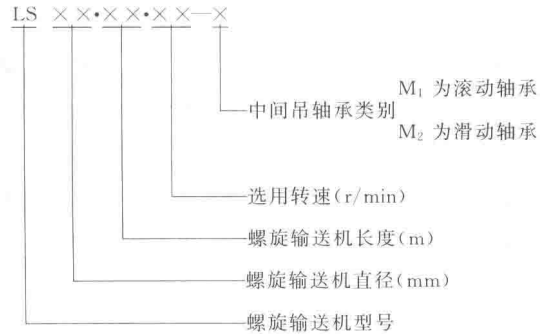 LS ××·××·××—×
M₁ 为滚动轴承
中间吊轴承类别
M₂ 为滑动轴承
选用转速(r/min)
螺旋输送机长度(m)
螺旋输送机直径(mm)
螺旋输送机型号